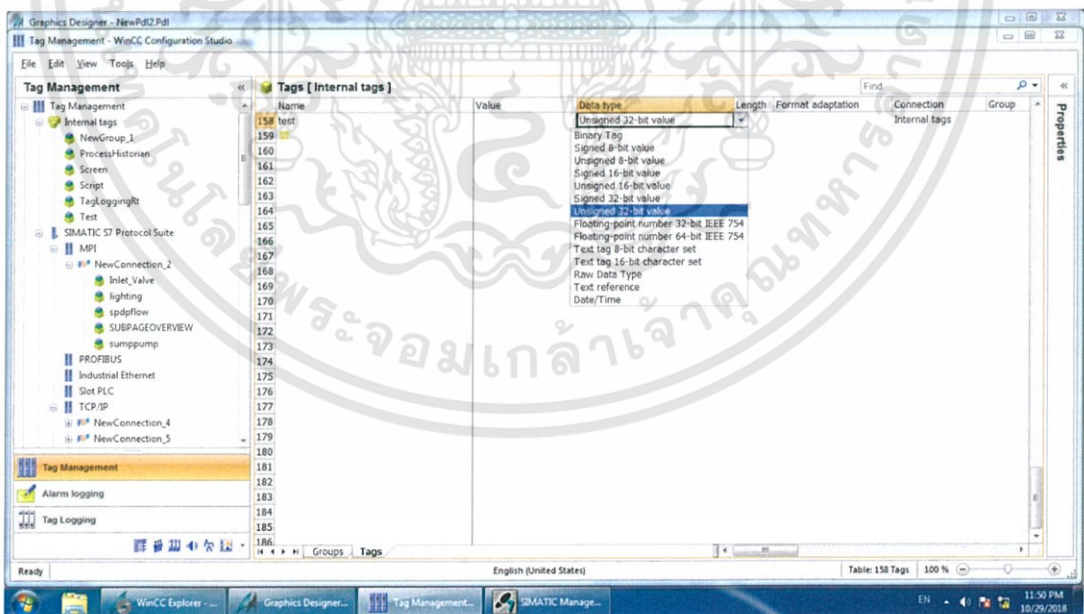 Graphics Designer - NewPdl2.Pdl
Tag Management - WinCC Configuration Studio
File Edit View Tools Help
Tag Management «
Tags [ Internal tags ]
Find
Tag Management
Internal tags
NewGroup_1
ProcessHistorian
Screen
Script
TagLoggingRt
Test
SIMATIC S7 Protocol Suite
MPI
NewConnection_2
Inlet_Valve
lighting
spdpflow
SUBPAGEOVERVIEW
sumppump
PROFIBUS
Industrial Ethernet
Slot PLC
TCP/IP
NewConnection_4
NewConnection_5
Tag Management
Alarm logging
Tag Logging
Name Value Data type Length Format adaptation Connection Group
158 test Unsigned 32-bit value Internal tags
159
160
161
162
163
164
165
166
167
168
169
170
171
172
173
174
175
176
177
178
179
180
181
182
183
184
185
186
Binary Tag
Signed 8-bit value
Unsigned 8-bit value
Signed 16-bit value
Unsigned 16-bit value
Signed 32-bit value
Unsigned 32-bit value
Floating-point number 32-bit IEEE 754
Floating-point number 64-bit IEEE 754
Text tag 8-bit character set
Text tag 16-bit character set
Raw Data Type
Text reference
Date/Time
Properties
Groups Tags
Ready English (United States) Table: 158 Tags 100 %
WinCC Explorer - ... Graphics Designer... Tag Management... SIMATIC Manage... EN 11:50 PM
10/29/2018